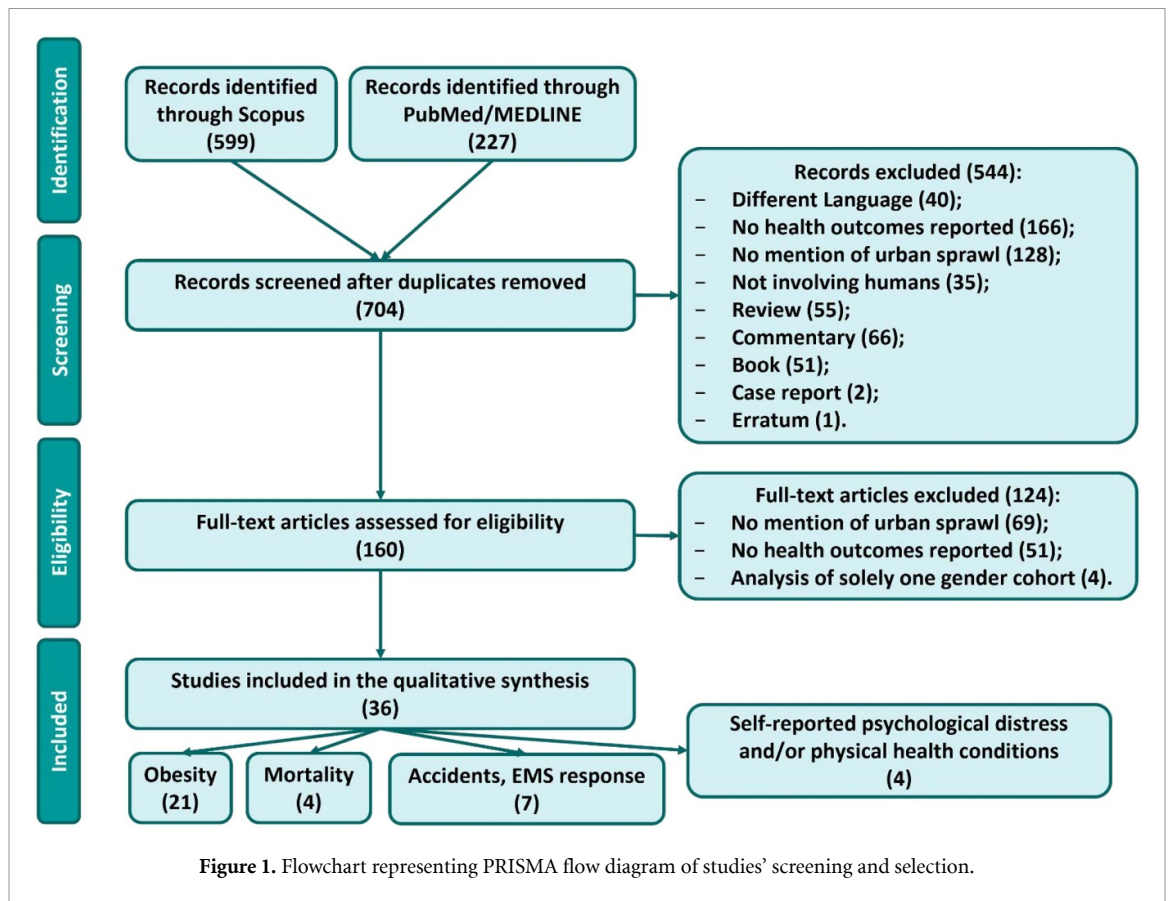 Identification
Records identified
through Scopus
(599)
Records identified through
PubMed/MEDLINE
(227)
Records excluded (544):
− Different Language (40);
− No health outcomes reported (166);
− No mention of urban sprawl (128);
− Not involving humans (35);
− Review (55);
− Commentary (66);
− Book (51);
− Case report (2);
− Erratum (1).
Screening
Records screened after duplicates removed
(704)
Eligibility
Full-text articles assessed for eligibility
(160)
Full-text articles excluded (124):
− No mention of urban sprawl (69);
− No health outcomes reported (51);
− Analysis of solely one gender cohort (4).
Included
Studies included in the qualitative synthesis
(36)
Obesity
(21)
Mortality
(4)
Accidents, EMS response
(7)
Self-reported psychological distress
and/or physical health conditions
(4)
Figure 1. Flowchart representing PRISMA flow diagram of studies' screening and selection.